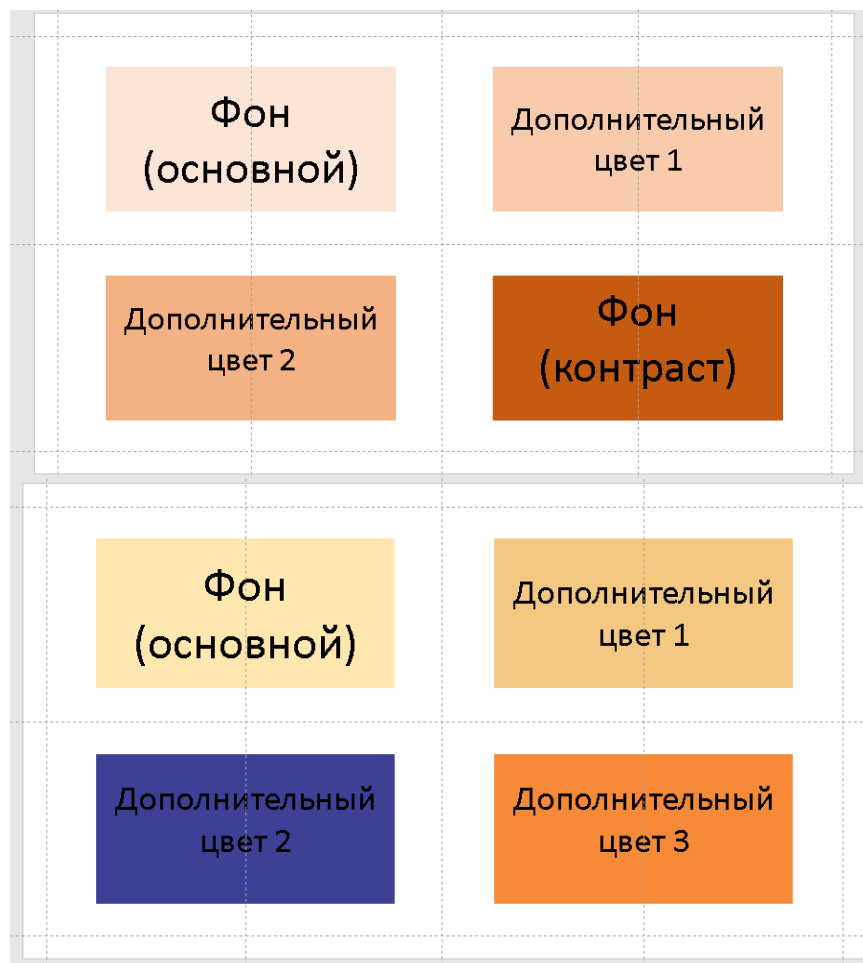 Фон
(основной)
Дополнительный
цвет 1
Дополнительный
цвет 2
Фон
(контраст)
Фон
(основной)
Дополнительный
цвет 1
Дополнительный
цвет 2
Дополнительный
цвет 3